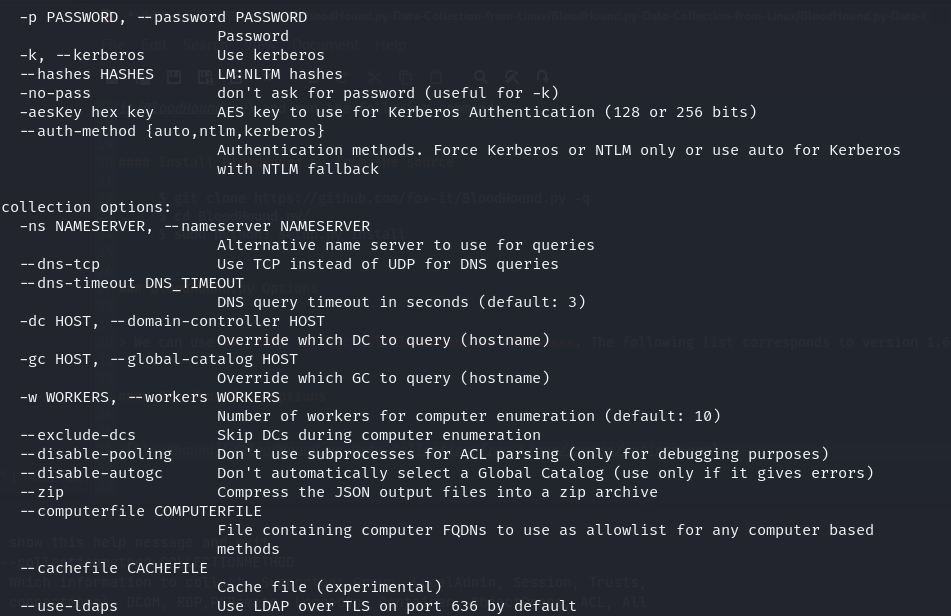 -p PASSWORD, --password PASSWORD
Password
-k, --kerberos Use kerberos
--hashes HASHES LM:NLTM hashes
-no-pass don't ask for password (useful for -k)
-aesKey hex key AES key to use for Kerberos Authentication (128 or 256 bits)
--auth-method {auto,ntlm,kerberos}
Authentication methods. Force Kerberos or NTLM only or use auto for Kerberos
with NTLM fallback
collection options:
-ns NAMESERVER, --nameserver NAMESERVER
Alternative name server to use for queries
--dns-tcp Use TCP instead of UDP for DNS queries
--dns-timeout DNS_TIMEOUT
DNS query timeout in seconds (default: 3)
-dc HOST, --domain-controller HOST
Override which DC to query (hostname)
-gc HOST, --global-catalog HOST
Override which GC to query (hostname)
-w WORKERS, --workers WORKERS
Number of workers for computer enumeration (default: 10)
--exclude-dcs Skip DCs during computer enumeration
--disable-pooling Don't use subprocesses for ACL parsing (only for debugging purposes)
--disable-autogc Don't automatically select a Global Catalog (use only if it gives errors)
--zip Compress the JSON output files into a zip archive
--computerfile COMPUTERFILE
File containing computer FQDNs to use as allowlist for any computer based
methods
--cachefile CACHEFILE
Cache file (experimental)
--use-ldaps Use LDAP over TLS on port 636 by default